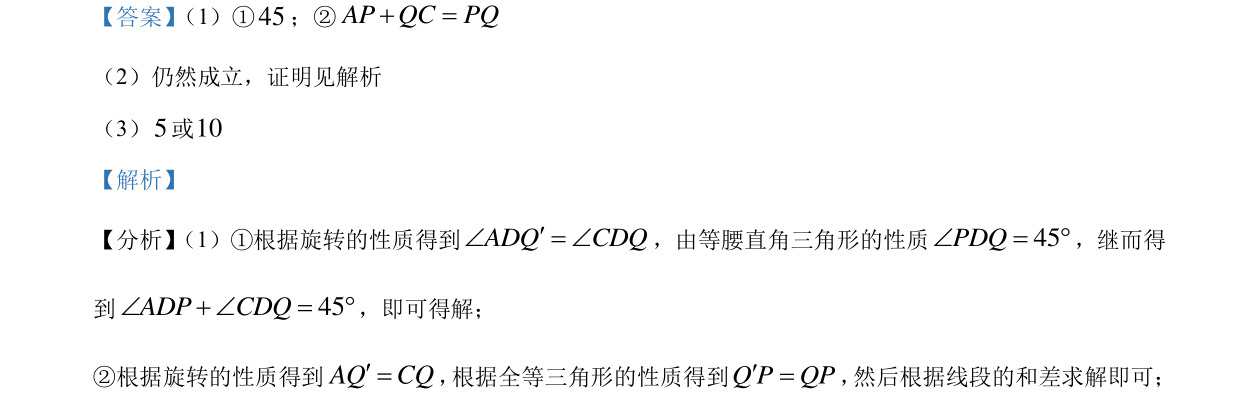 【答案】（1）①45；②AP+QC=PQ
（2）仍然成立，证明见解析
（3）5或10
【解析】
【分析】（1）①根据旋转的性质得到∠ADQ′=∠CDQ，由等腰直角三角形的性质∠PDQ=45°，继而得
到∠ADP+∠CDQ=45°，即可得解；
②根据旋转的性质得到AQ′=CQ，根据全等三角形的性质得到Q′P=QP，然后根据线段的和差求解即可；